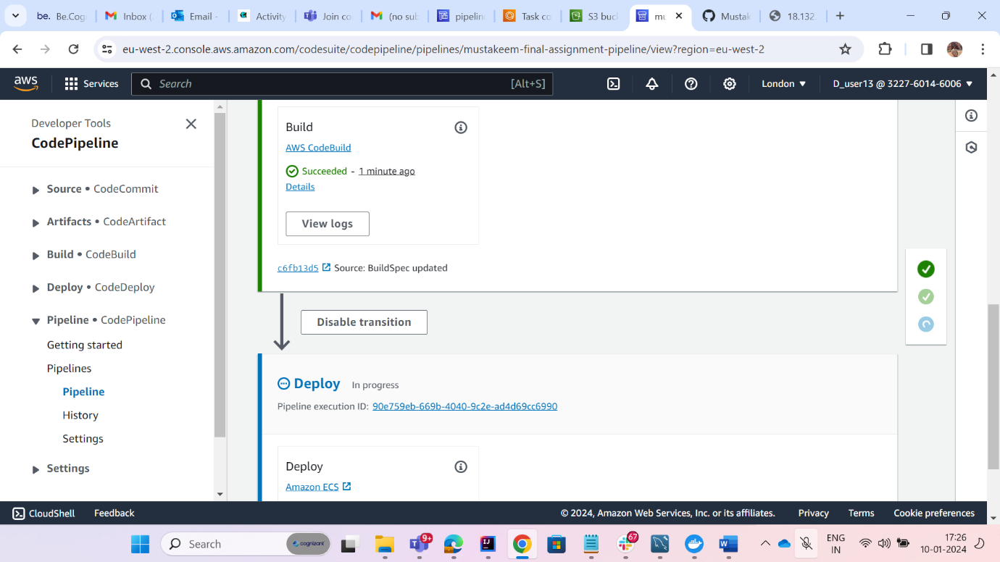 be. Be.Cog
Inbox (
Email -
Activity
Join co
(no sub
pipelin
Task co
S3 buc
mu
Mustak
18.132.
eu-west-2.console.aws.amazon.com/codesuite/codepipeline/pipelines/mustakeem-final-assignment-pipeline/view?region=eu-west-2
aws
Services
Search
[Alt+S]
London ▼
D_user13 @ 3227-6014-6006 ▼
Developer Tools
CodePipeline
Source • CodeCommit
Artifacts • CodeArtifact
Build • CodeBuild
Deploy • CodeDeploy
Pipeline • CodePipeline
Getting started
Pipelines
Pipeline
History
Settings
Settings
Build
AWS CodeBuild
Succeeded - 1 minute ago
Details
View logs
c6fb13d5 Source: BuildSpec updated
Disable transition
Deploy In progress
Pipeline execution ID: 90e759eb-669b-4040-9c2e-ad4d69cc6990
Deploy
Amazon ECS
CloudShell
Feedback
© 2024, Amazon Web Services, Inc. or its affiliates.
Privacy
Terms
Cookie preferences
Search
cognizant
9+
67
ENG
IN
17:26
10-01-2024